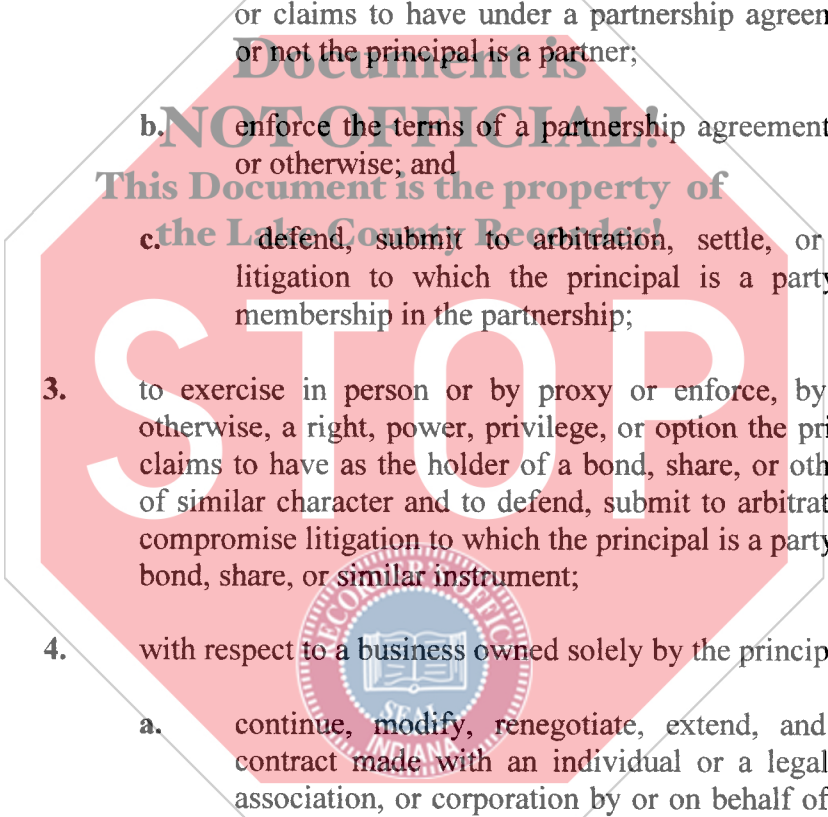 or claims to have under a partnership agreem
or not the principal is a partner;
Document is
b. enforce the terms of a partnership agreement
NOT OFFICIAL!
or otherwise; and
This Document is the property of
the Lake County Recorder!
c. defend, submit to arbitration, settle, or
litigation to which the principal is a party
membership in the partnership;
STOP
3. to exercise in person or by proxy or enforce, by
otherwise, a right, power, privilege, or option the pri
claims to have as the holder of a bond, share, or oth
of similar character and to defend, submit to arbitrat
compromise litigation to which the principal is a party
bond, share, or similar instrument;
RECORDER'S OFFICE
4. with respect to a business owned solely by the princip
SEAL
INDIANA
a. continue, modify, renegotiate, extend, and
contract made with an individual or a legal
association, or corporation by or on behalf of